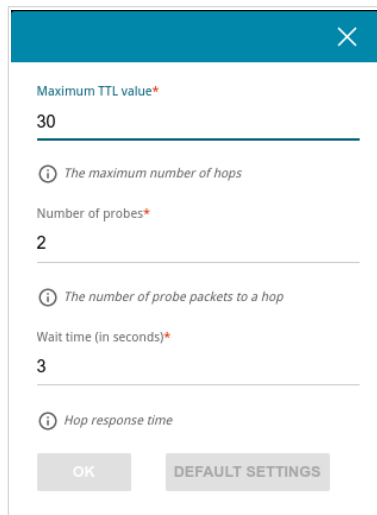 Maximum TTL value*
30
The maximum number of hops
Number of probes*
2
The number of probe packets to a hop
Wait time (in seconds)*
3
Hop response time
OK DEFAULT SETTINGS